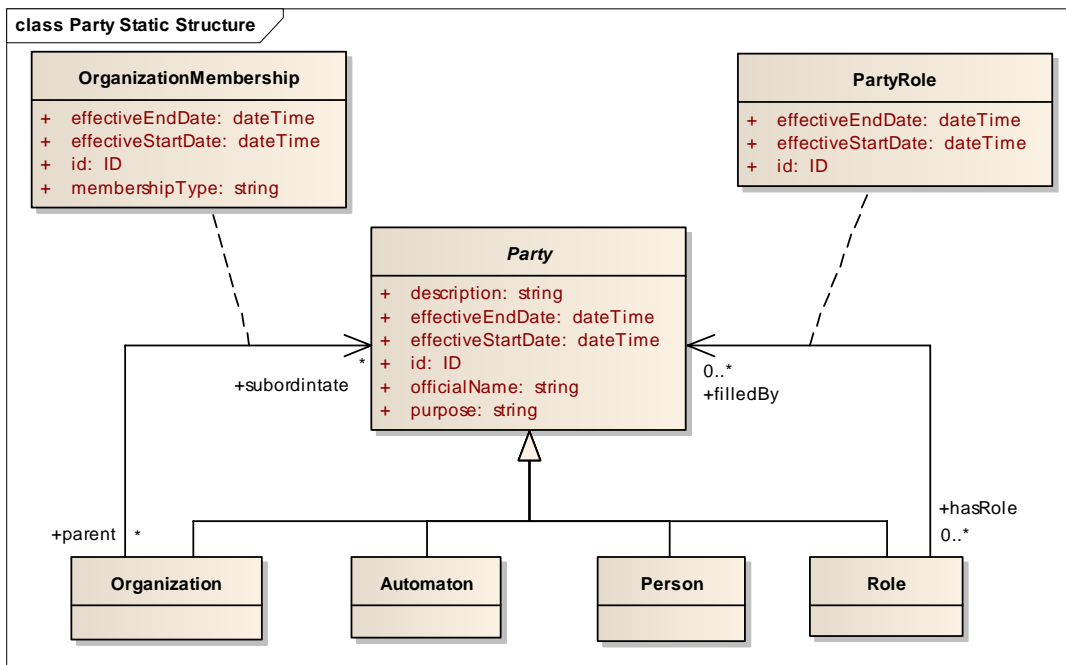 class Party Static Structure
OrganizationMembership
+ effectiveEndDate: dateTime
+ effectiveStartDate: dateTime
+ id: ID
+ membershipType: string
PartyRole
+ effectiveEndDate: dateTime
+ effectiveStartDate: dateTime
+ id: ID
Party
+ description: string
+ effectiveEndDate: dateTime
+ effectiveStartDate: dateTime
+ id: ID
+ officialName: string
+ purpose: string
*
+subordintate
0..*
+filledBy
+parent *
+hasRole
0..*
Organization
Automaton
Person
Role